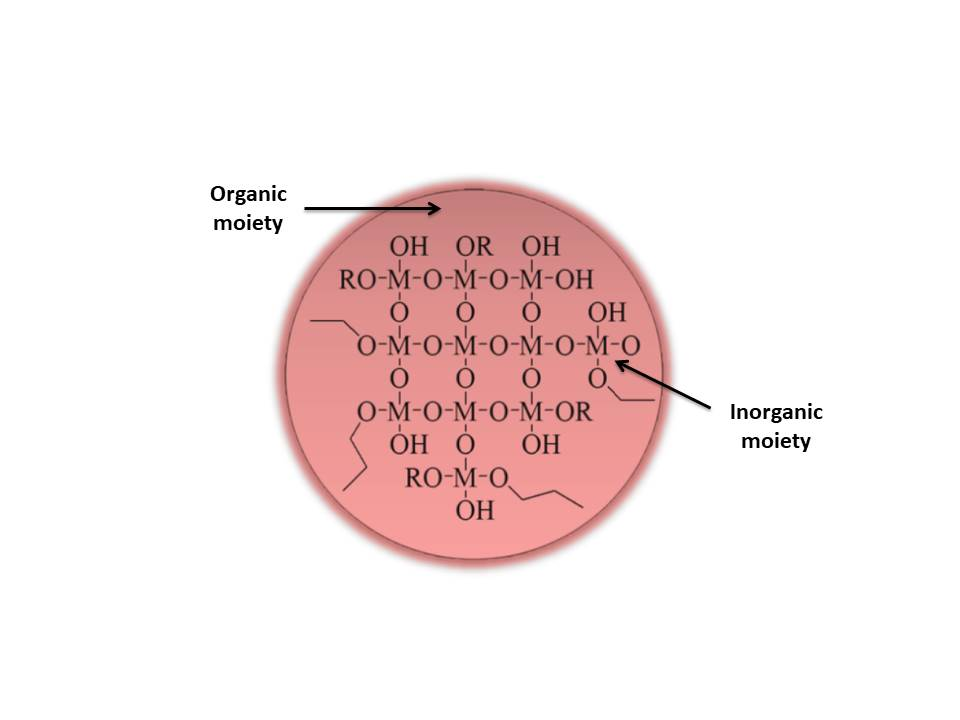 Organic
moiety
OH OR OH
RO-M-O-M-O-M-OH
O O O OH
O-M-O-M-O-M-O-M-O
O O O O
O-M-O-M-O-M-OR
OH O OH
RO-M-O
OH
Inorganic
moiety